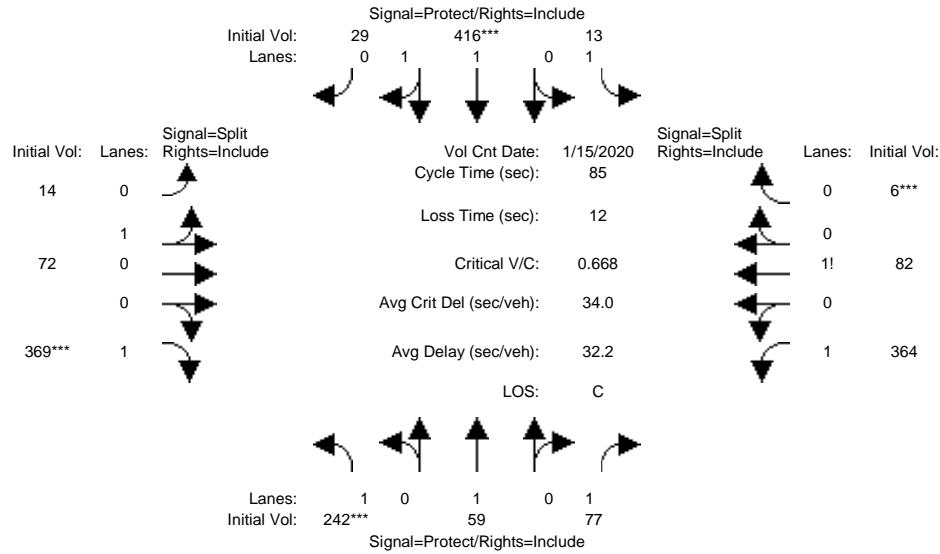 Signal=Protect/Rights=Include
Initial Vol: 29 416*** 13
Lanes: 0 1 1 0 1
Signal=Split
Initial Vol: Lanes: Rights=Include
Vol Cnt Date: 1/15/2020
Signal=Split
Rights=Include Lanes: Initial Vol:
Cycle Time (sec): 85
14 0
0 6***
Loss Time (sec): 12
1
0
72 0
Critical V/C: 0.668
1! 82
0
Avg Crit Del (sec/veh): 34.0
0
369*** 1
Avg Delay (sec/veh): 32.2
1 364
LOS: C
Lanes: 1 0 1 0 1
Initial Vol: 242*** 59 77
Signal=Protect/Rights=Include